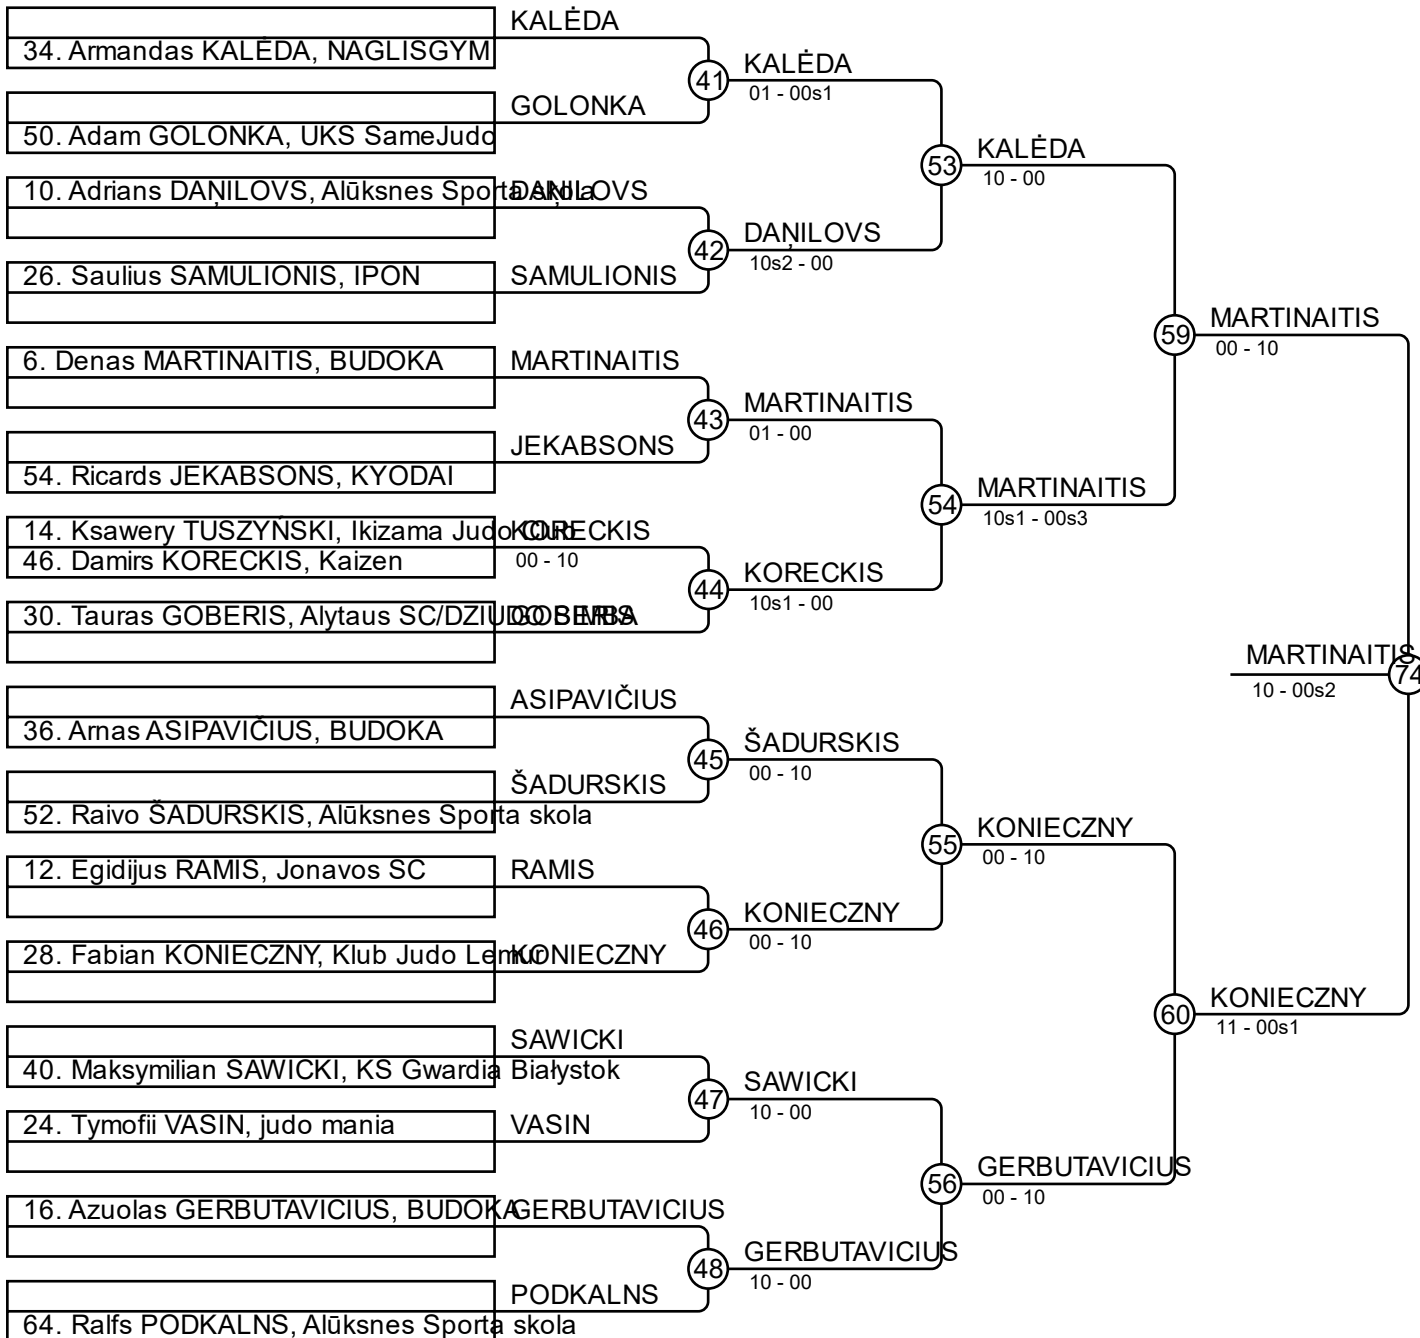 KALĖDA
34. Armandas KALĖDA, NAGLISGYM
41
KALĖDA
01 - 00s1
GOLONKA
50. Adam GOLONKA, UKS SameJudo
53
KALĖDA
10 - 00
10. Adrians DAŅILOVS, Alūksnes Sporta skola
DAŅILOVS
42
DAŅILOVS
10s2 - 00
26. Saulius SAMULIONIS, IPON
SAMULIONIS
59
MARTINAITIS
00 - 10
6. Denas MARTINAITIS, BUDOKA
MARTINAITIS
43
MARTINAITIS
01 - 00
JEKABSONS
54. Ricards JEKABSONS, KYODAI
54
MARTINAITIS
10s1 - 00s3
14. Ksawery TUSZYŃSKI, Ikizama Judo Club
KORECKIS
46. Damirs KORECKIS, Kaizen
00 - 10
44
KORECKIS
10s1 - 00
30. Tauras GOBERIS, Alytaus SC/DZIUDO SIMBA
GOBERIS
MARTINAITIS
74
10 - 00s2
ASIPAVIČIUS
36. Arnas ASIPAVIČIUS, BUDOKA
45
ŠADURSKIS
00 - 10
ŠADURSKIS
52. Raivo ŠADURSKIS, Alūksnes Sporta skola
55
KONIECZNY
00 - 10
12. Egidijus RAMIS, Jonavos SC
RAMIS
46
KONIECZNY
00 - 10
28. Fabian KONIECZNY, Klub Judo Lemur
KONIECZNY
60
KONIECZNY
11 - 00s1
SAWICKI
40. Maksymilian SAWICKI, KS Gwardia Białystok
47
SAWICKI
10 - 00
24. Tymofii VASIN, judo mania
VASIN
56
GERBUTAVICIUS
00 - 10
16. Azuolas GERBUTAVICIUS, BUDOKA
GERBUTAVICIUS
48
GERBUTAVICIUS
10 - 00
PODKALNS
64. Ralfs PODKALNS, Alūksnes Sporta skola